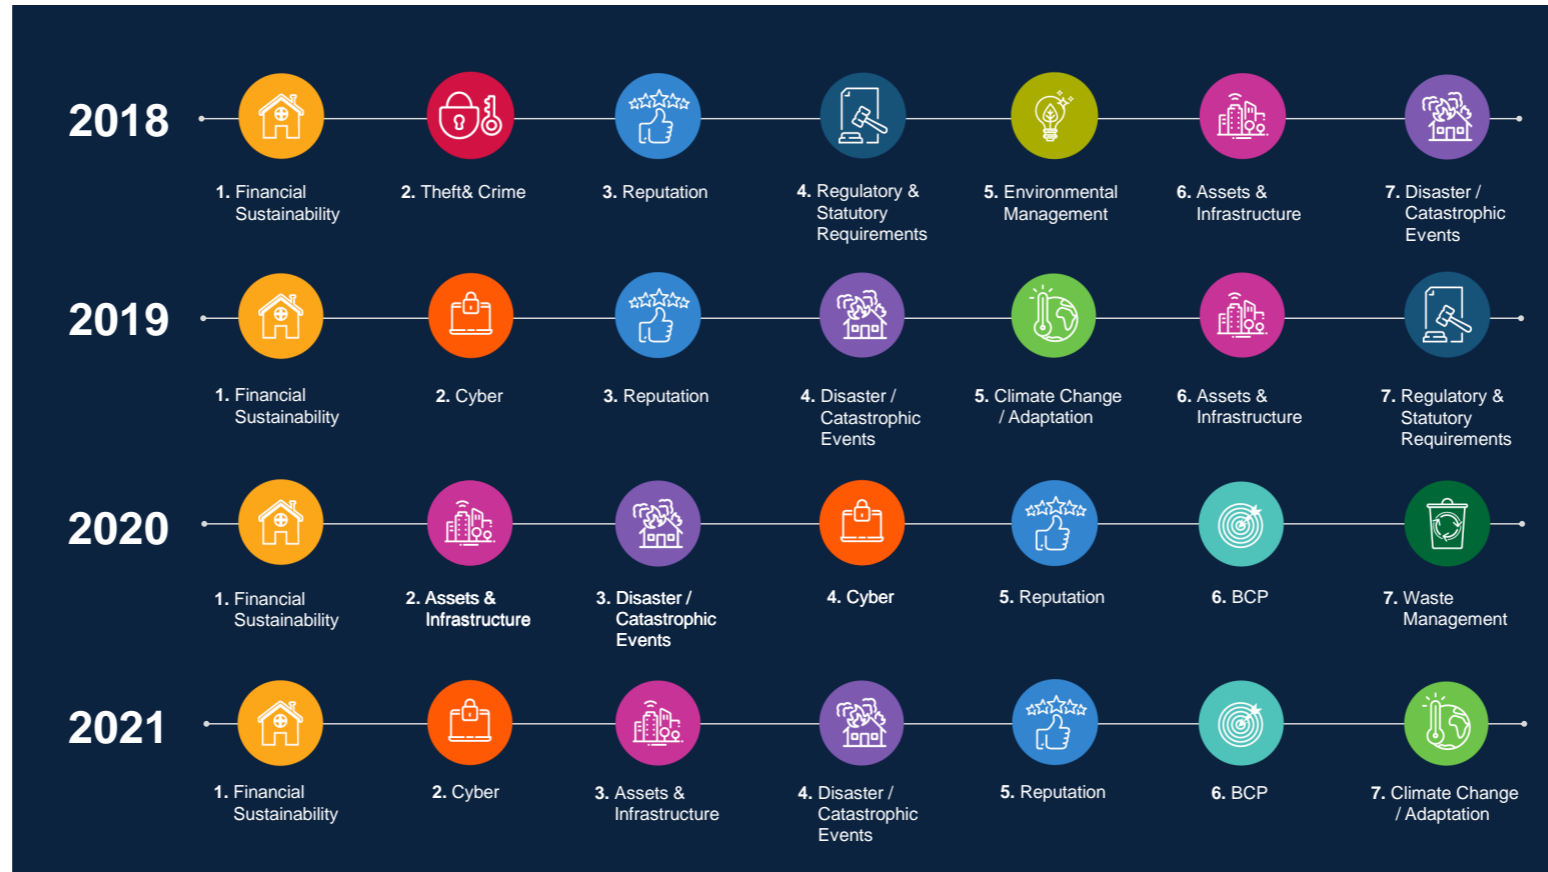 2018
1. Financial
Sustainability
2. Theft& Crime
3. Reputation
4. Regulatory &
Statutory
Requirements
5. Environmental
Management
6. Assets &
Infrastructure
7. Disaster /
Catastrophic
Events
2019
1. Financial
Sustainability
2. Cyber
3. Reputation
4. Disaster /
Catastrophic
Events
5. Climate Change
/ Adaptation
6. Assets &
Infrastructure
7. Regulatory &
Statutory
Requirements
2020
1. Financial
Sustainability
2. Assets &
Infrastructure
3. Disaster /
Catastrophic
Events
4. Cyber
5. Reputation
6. BCP
7. Waste
Management
2021
1. Financial
Sustainability
2. Cyber
3. Assets &
Infrastructure
4. Disaster /
Catastrophic
Events
5. Reputation
6. BCP
7. Climate Change
/ Adaptation